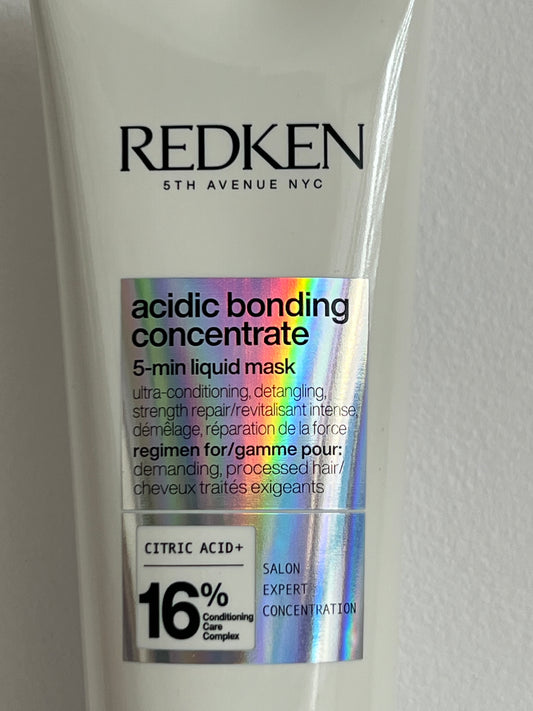 REDKEN
5TH AVENUE NYC
acidic bonding
concentrate
5-min liquid mask
ultra-conditioning, detangling,
strength repair/revitalisant intense,
démêlage, réparation de la force
regimen for/gamme pour:
demanding, processed hair/
cheveux traités exigeants
CITRIC ACID+
16%
Conditioning
Care
Complex
SALON
EXPERT
CONCENTRATION